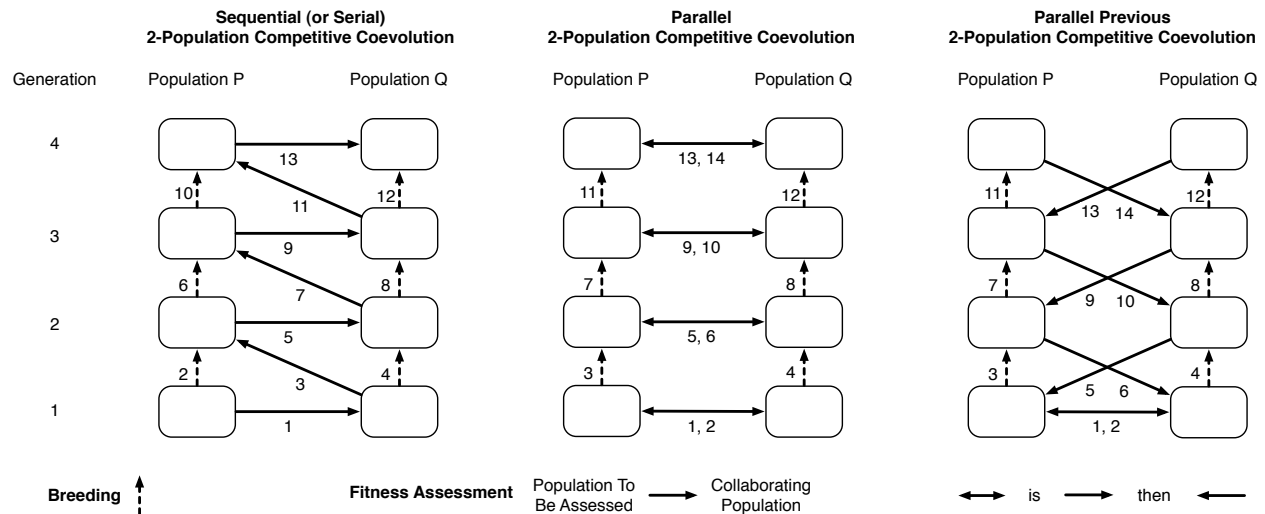 Sequential (or Serial)
2-Population Competitive Coevolution
Parallel
2-Population Competitive Coevolution
Parallel Previous
2-Population Competitive Coevolution
Generation
Population P
Population Q
Population P
Population Q
Population P
Population Q
4
13
13, 14
10
11
12
11
12
11
13
14
12
3
9
9, 10
6
7
8
7
8
7
9
10
8
2
5
5, 6
2
3
4
3
4
3
5
6
4
1
1
1, 2
1, 2
Breeding
Fitness Assessment
Population To
Be Assessed
Collaborating
Population
is
then